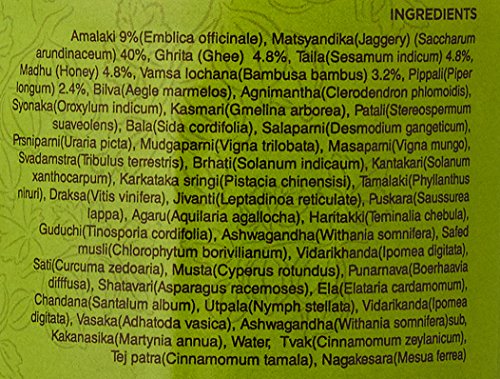 INGREDIENTS
Amalaki 9%(Emblica officinale), Matsyandika(Jaggery) (Saccharum
arundinaceum) 40%, Ghrita (Ghee) 4.8%, Taila(Sesamum indicum) 4.8%,
Madhu (Honey) 4.8%, Vamsa lochana(Bambusa bambus) 3.2%, Pippali(Piper
longum) 2.4%, Bilva(Aegle marmelos), Agnimantha(Clerodendron phlomoidis),
Syonaka(Oroxylum indicum), Kasmari(Gmelina arborea), Patali(Stereospermum
suaveolens), Bala(Sida cordifolia), Salaparni(Desmodium gangeticum),
Prsniparni(Uraria picta), Mudgaparni(Vigna trilobata), Masaparni(Vigna mungo),
Svadamstra(Tribulus terrestris), Brhati(Solanum indicaum), Kantakari(Solanum
xanthocarpum), Karkataka sringi(Pistacia chinensisi), Tamalaki(Phyllanthus
niruri), Draksa(Vitis vinifera), Jivanti(Leptadinoa reticulate), Puskara(Saussurea
lappa), Agaru(Aquilaria agallocha), Haritakki(Teminalia chebula),
Guduchi(Tinosporia cordifolia), Ashwagandha(Withania somnifera), Safed
musli(Chlorophytum borivilianum), Vidarikhanda(Ipomea digitata),
Sati(Curcuma zedoaria), Musta(Cyperus rotundus), Punarnava(Boerhavia
difffusa), Shatavari(Asparagus racemoses), Ela(Elataria cardamomum),
Chandana(Santalum album), Utpala(Nymph stellata), Vidarikanda(Ipomea
digitata), Vasaka(Adhatoda vasica), Ashwagandha(Withania somnifera)sub,
Kakanasika(Martynia annua), Water, Tvak(Cinnamomum zeylanicum),
Tej patra(Cinnamomum tamala), Nagakesara(Mesua ferrea)